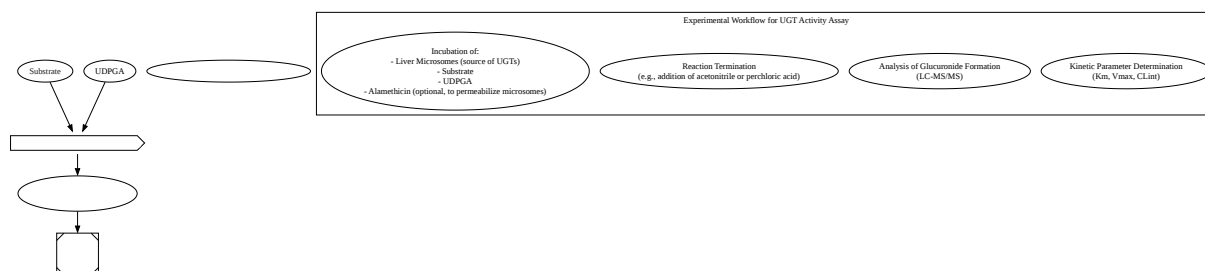 Experimental Workflow for UGT Activity Assay
Substrate
UDPGA
Incubation of:
- Liver Microsomes (source of UGTs)
- Substrate
- UDPGA
- Alamethicin (optional, to permeabilize microsomes)
Reaction Termination
(e.g., addition of acetonitrile or perchloric acid)
Analysis of Glucuronide Formation
(LC-MS/MS)
Kinetic Parameter Determination
(Km, Vmax, CLint)